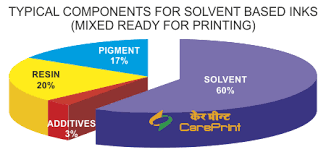 TYPICAL COMPONENTS FOR SOLVENT BASED INKS
(MIXED READY FOR PRINTING)
PIGMENT
17%
RESIN
20%
SOLVENT
60%
ADDITIVES
3%
केर प्रीन्ट
CarePrint